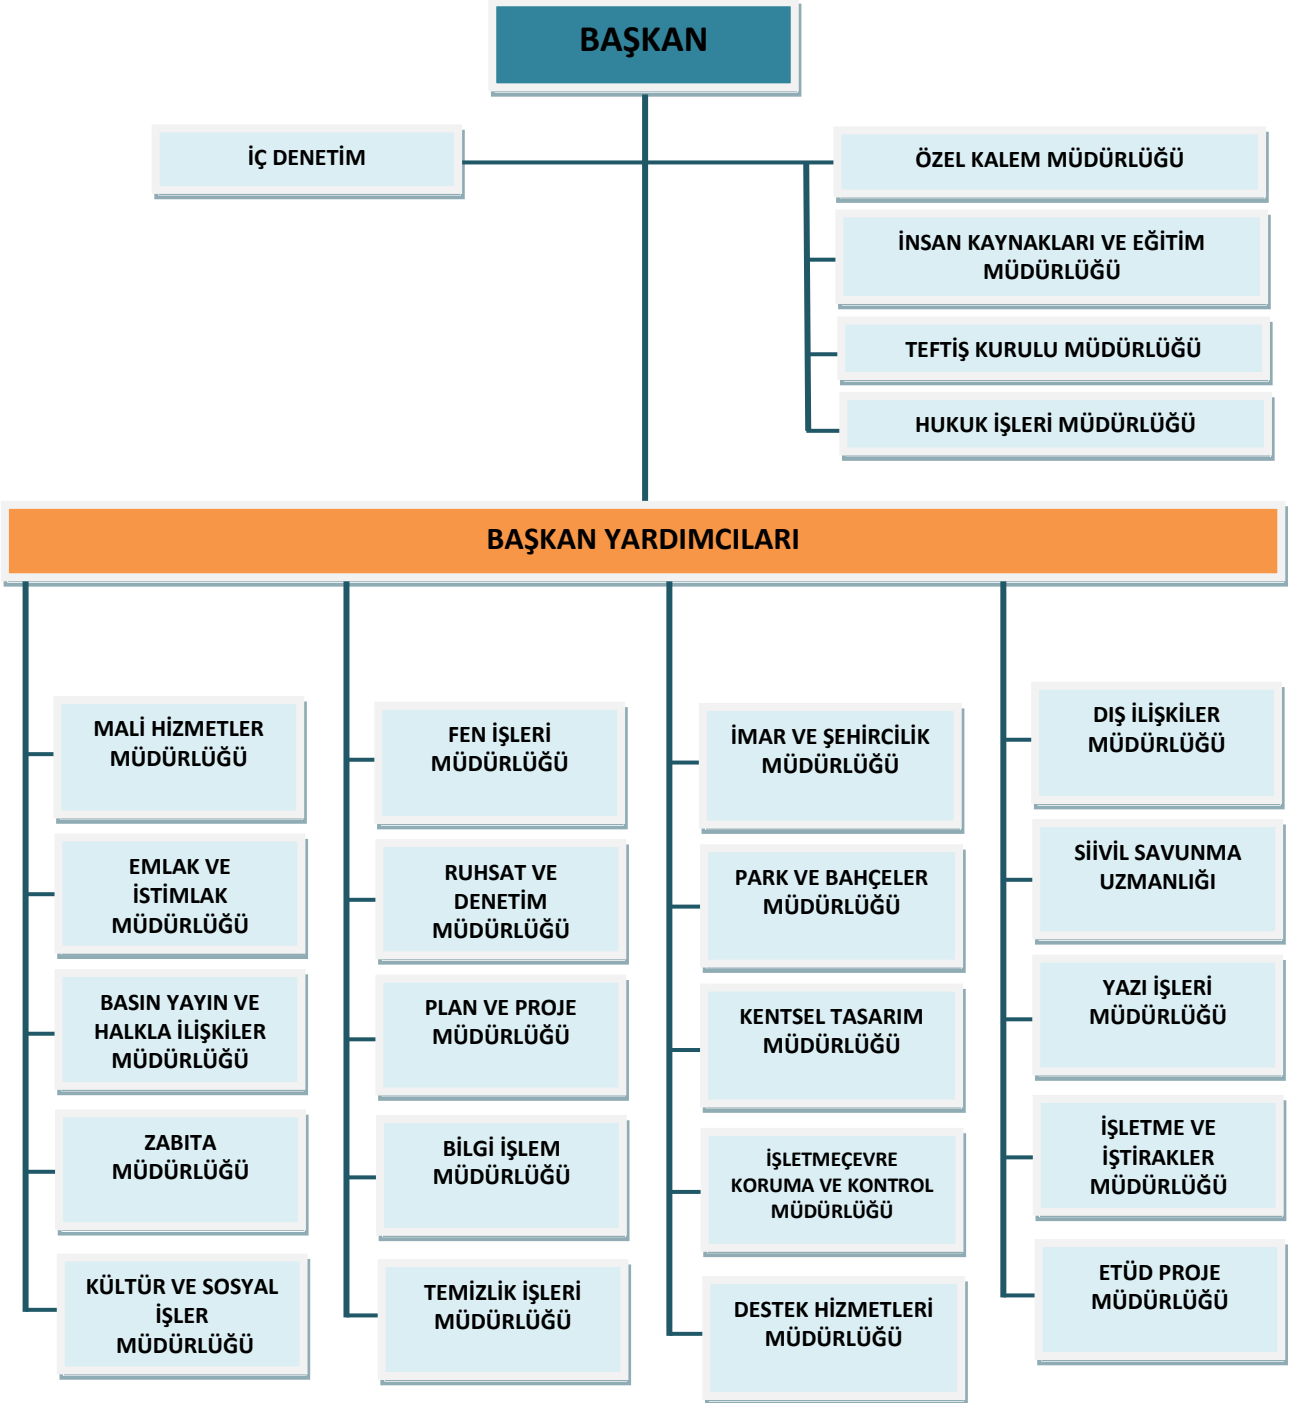 BAŞKAN
İÇ DENETİM
ÖZEL KALEM MÜDÜRLÜĞÜ
İNSAN KAYNAKLARI VE EĞİTİM
MÜDÜRLÜĞÜ
TEFTİŞ KURULU MÜDÜRLÜĞÜ
HUKUK İŞLERİ MÜDÜRLÜĞÜ
BAŞKAN YARDIMCILARI
MALİ HİZMETLER
MÜDÜRLÜĞÜ
EMLAK VE
İSTİMLAK
MÜDÜRLÜĞÜ
BASIN YAYIN VE
HALKLA İLİŞKİLER
MÜDÜRLÜĞÜ
ZABITA
MÜDÜRLÜĞÜ
KÜLTÜR VE SOSYAL
İŞLER
MÜDÜRLÜĞÜ
FEN İŞLERİ
MÜDÜRLÜĞÜ
RUHSAT VE
DENETİM
MÜDÜRLÜĞÜ
PLAN VE PROJE
MÜDÜRLÜĞÜ
BİLGİ İŞLEM
MÜDÜRLÜĞÜ
TEMİZLİK İŞLERİ
MÜDÜRLÜĞÜ
İMAR VE ŞEHİRCİLİK
MÜDÜRLÜĞÜ
PARK VE BAHÇELER
MÜDÜRLÜĞÜ
KENTSEL TASARIM
MÜDÜRLÜĞÜ
İŞLETMEÇEVRE
KORUMA VE KONTROL
MÜDÜRLÜĞÜ
DESTEK HİZMETLERİ
MÜDÜRLÜĞÜ
DIŞ İLİŞKİLER
MÜDÜRLÜĞÜ
SİİVİL SAVUNMA
UZMANLIĞI
YAZI İŞLERİ
MÜDÜRLÜĞÜ
İŞLETME VE
İŞTİRAKLER
MÜDÜRLÜĞÜ
ETÜD PROJE
MÜDÜRLÜĞÜ